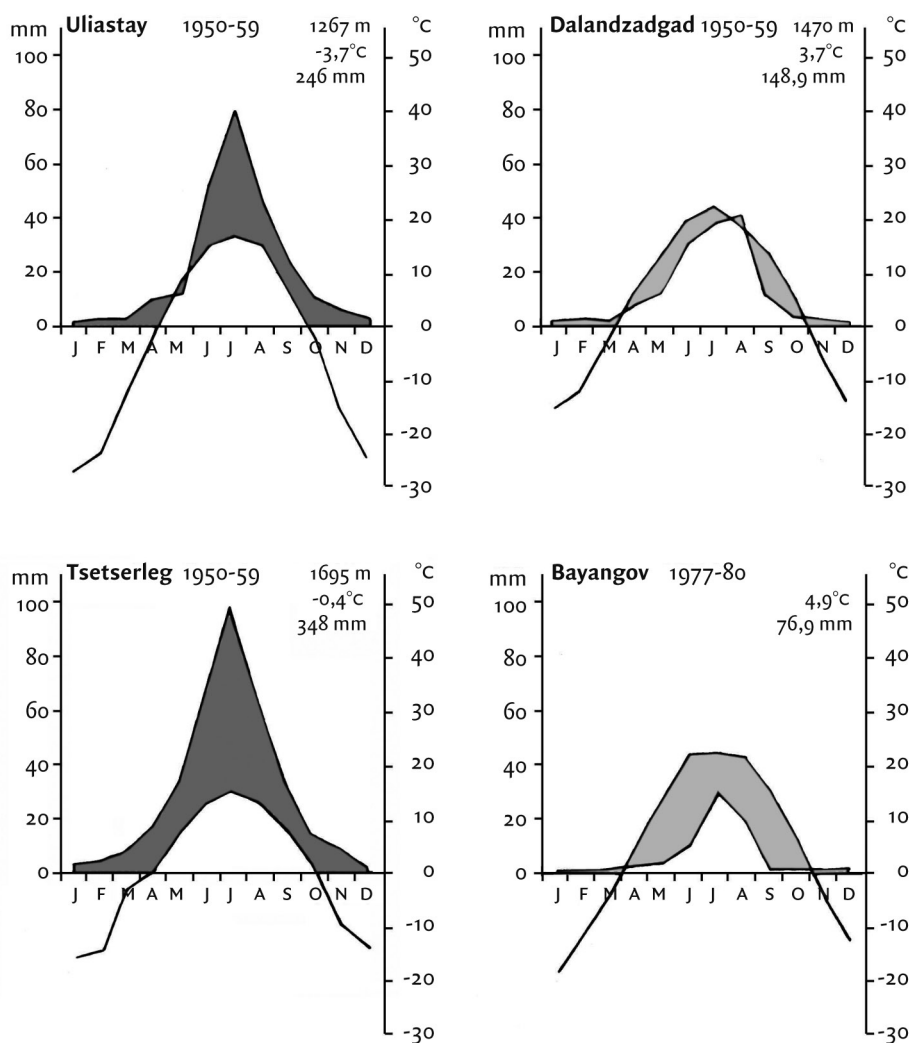 mm Uliastay 1950-59 1267 m °C
-3,7°C
246 mm
100 50
80 40
60 30
40 20
20 10
0 0
J F M A M J J A S O N D
-10
-20
-30
mm Dalandzadgad 1950-59 1470 m °C
3,7°C
148,9 mm
100 50
80 40
60 30
40 20
20 10
0 0
J F M A M J J A S O N D
-10
-20
-30
mm Tsetserleg 1950-59 1695 m °C
-0,4°C
348 mm
100 50
80 40
60 30
40 20
20 10
0 0
J F M A M J J A S O N D
-10
-20
-30
mm Bayangov 1977-80 °C
4,9°C
76,9 mm
100 50
80 40
60 30
40 20
20 10
0 0
J F M A M J J A S O N D
-10
-20
-30